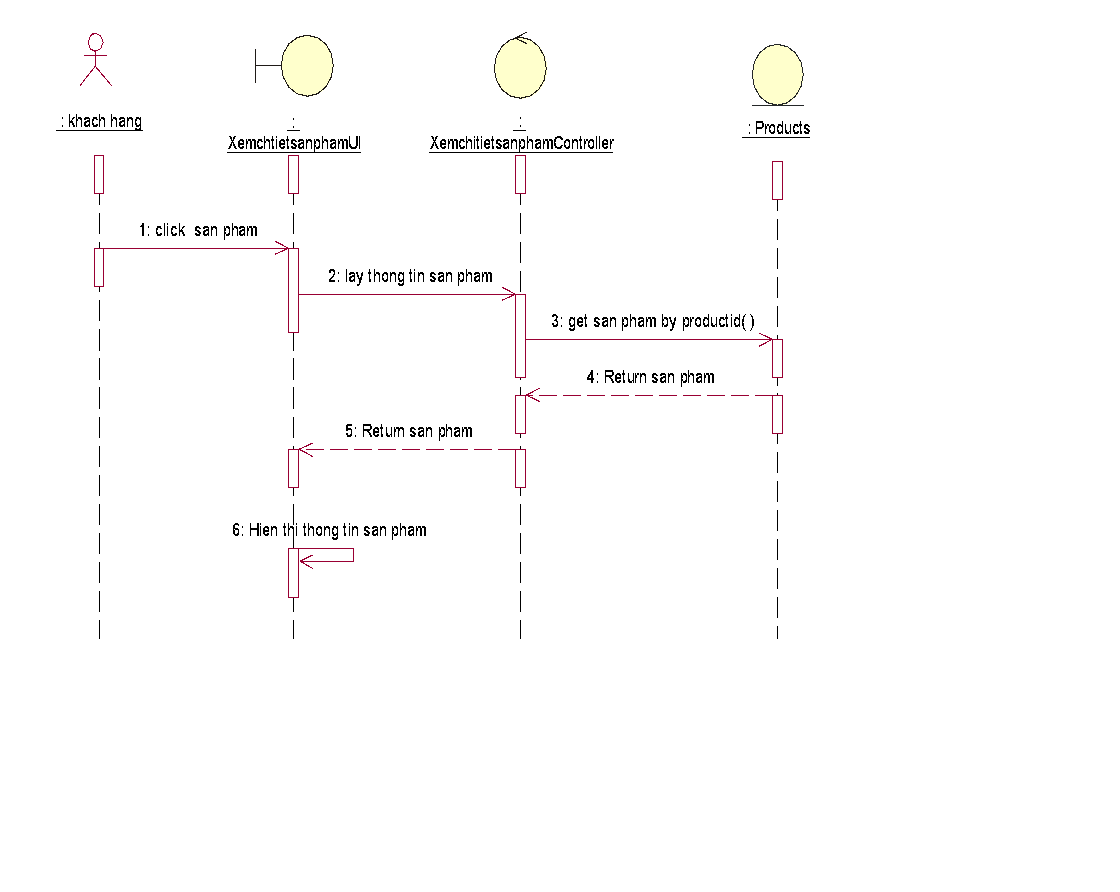 : khach hang
:
XemchtietsanphamUI
:
XemchitietsanphamController
: Products
1: click san pham
2: lay thong tin san pham
3: get san pham by productid( )
4: Return san pham
5: Return san pham
6: Hien thi thong tin san pham